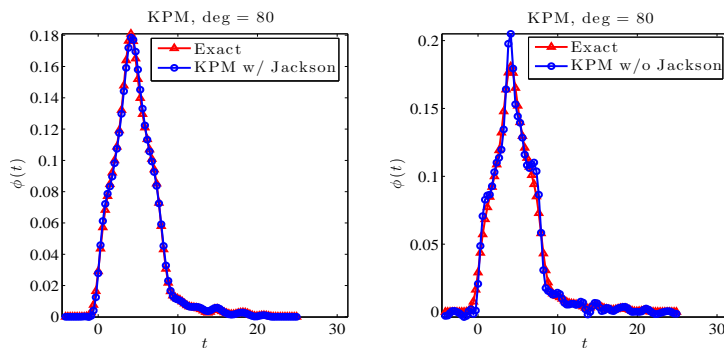 KPM, deg = 80
0.18
0.16
0.14
0.12
0.1
0.08
0.06
0.04
0.02
0
Exact
KPM w/ Jackson
ϕ(t)
0
10
20
30
t
KPM, deg = 80
0.2
0.15
0.1
0.05
0
Exact
KPM w/o Jackson
ϕ(t)
0
10
20
30
t